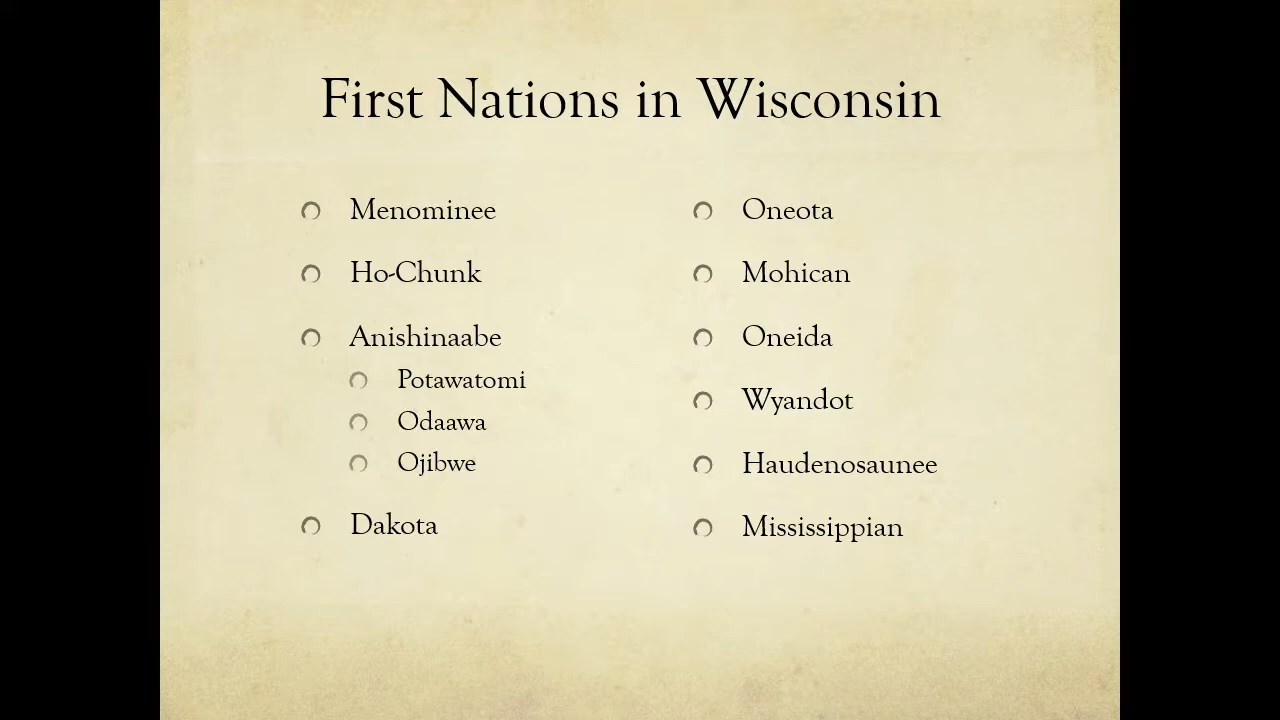 First Nations in Wisconsin
Menominee
Ho-Chunk
Anishinaabe
Potawatomi
Odaawa
Ojibwe
Dakota
Oneota
Mohican
Oneida
Wyandot
Haudenosaunee
Mississippian